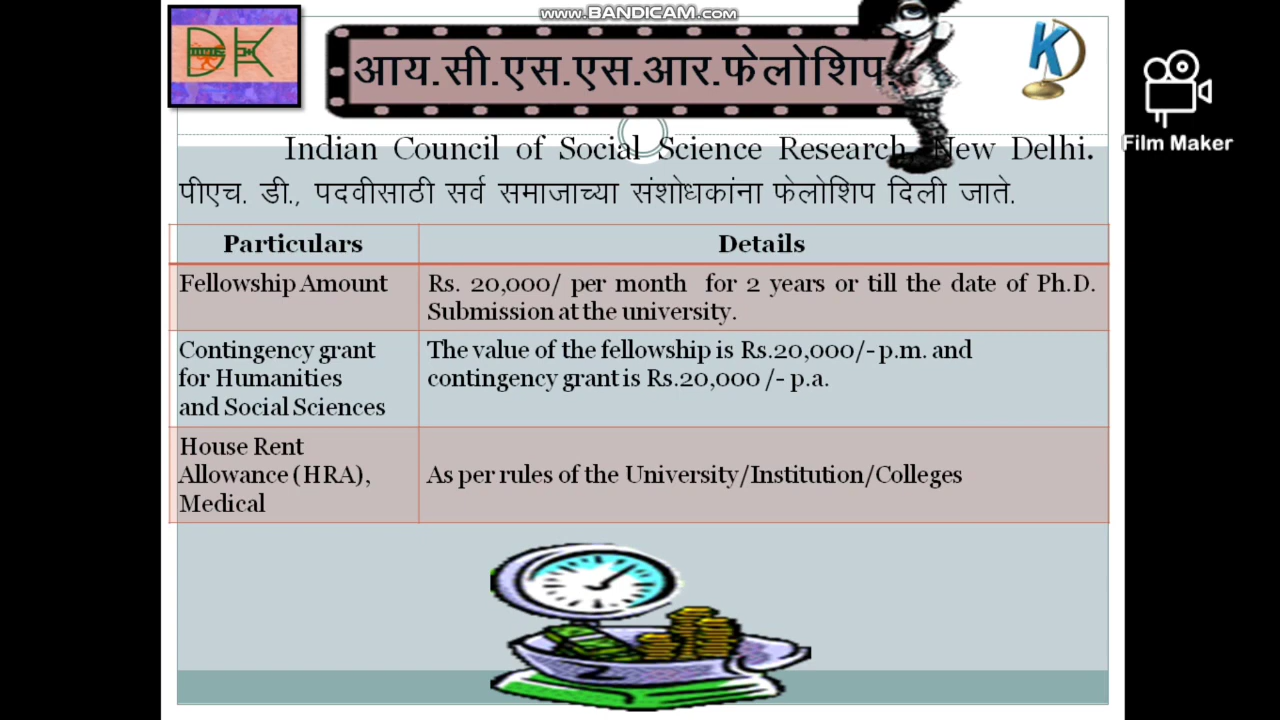 www.BANDICAM.com
आय.सी.एस.एस.आर.फेलोशिप
K
Film Maker
Indian Council of Social Science Research, New Delhi.
पीएच. डी., पदवीसाठी सर्व समाजाच्या संशोधकांना फेलोशिप दिली जाते.
Particulars
Details
Fellowship Amount
Rs. 20,000/ per month for 2 years or till the date of Ph.D.
Submission at the university.
Contingency grant
for Humanities
and Social Sciences
The value of the fellowship is Rs.20,000/- p.m. and
contingency grant is Rs.20,000 /- p.a.
House Rent
Allowance (HRA),
Medical
As per rules of the University/Institution/Colleges